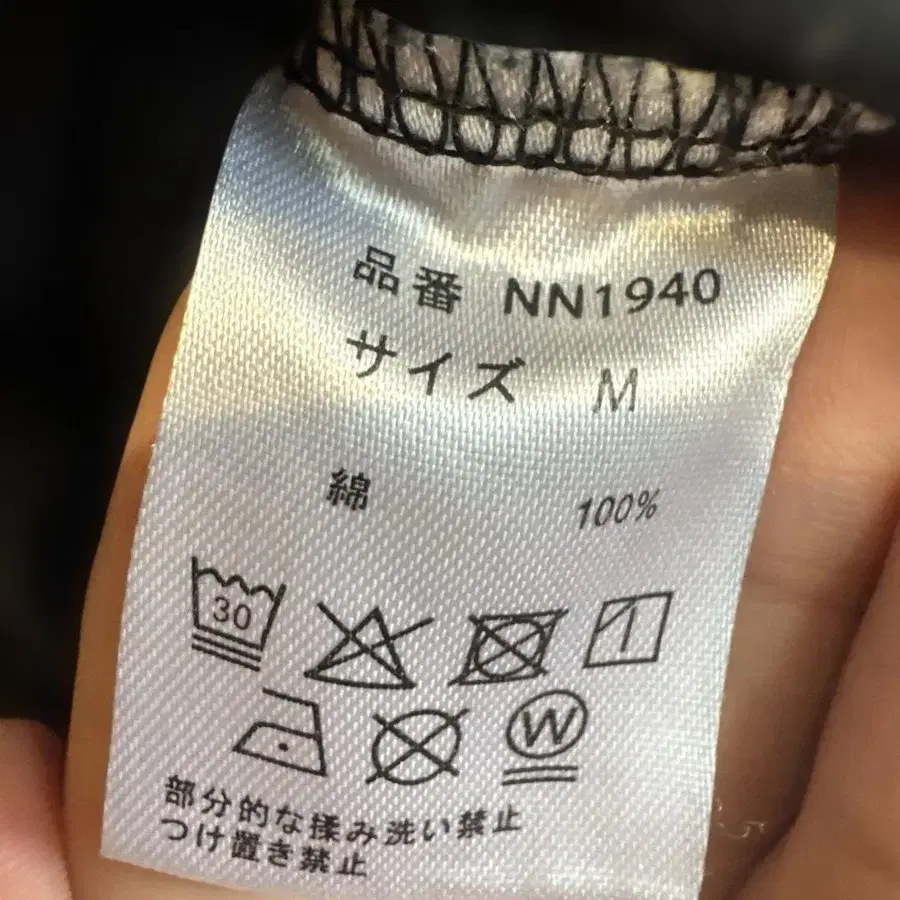 品番 NN1940
サイズ M
綿 100%
30
W
部分的な揉み洗い禁止
つけ置き禁止